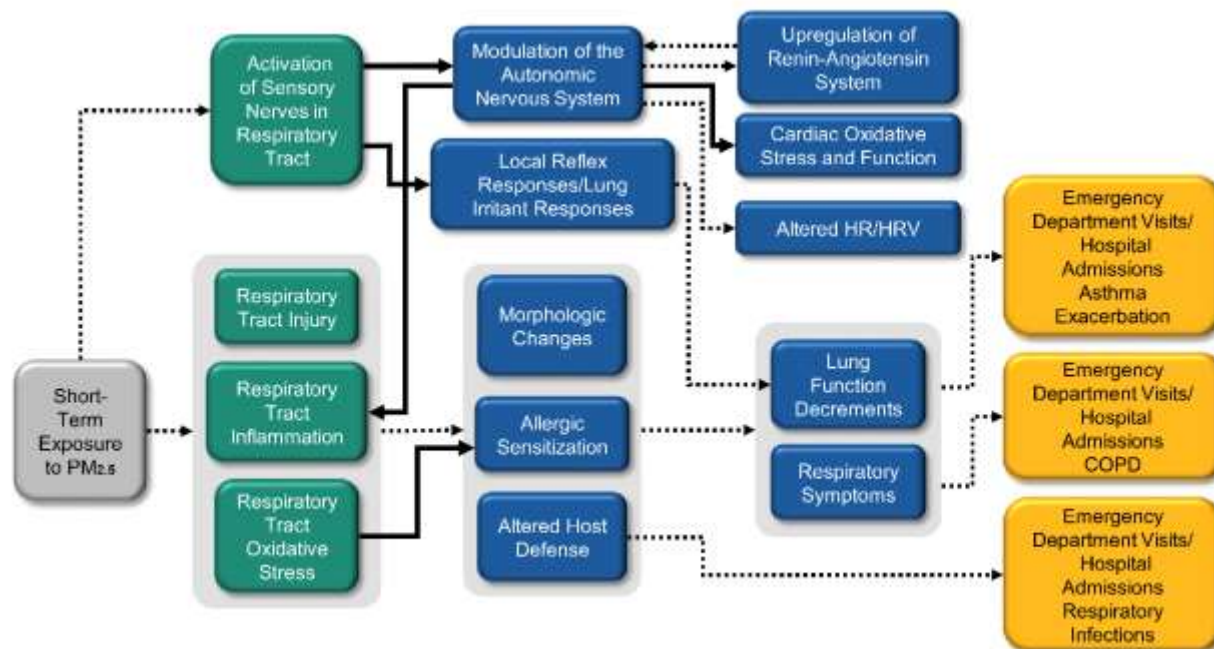 Activation
of Sensory
Nerves in
Respiratory
Tract
Modulation of the
Autonomic
Nervous System
Upregulation of
Renin-Angiotensin
System
Cardiac Oxidative
Stress and Function
Local Reflex
Responses/Lung
Irritant Responses
Altered HR/HRV
Emergency
Department Visits/
Hospital
Admissions
Asthma
Exacerbation
Respiratory
Tract Injury
Morphologic
Changes
Short-
Term
Exposure
to PM2.5
Respiratory
Tract
Inflammation
Allergic
Sensitization
Lung
Function
Decrements
Emergency
Department Visits/
Hospital
Admissions
COPD
Respiratory
Symptoms
Respiratory
Tract
Oxidative
Stress
Altered Host
Defense
Emergency
Department Visits/
Hospital
Admissions
Respiratory
Infections